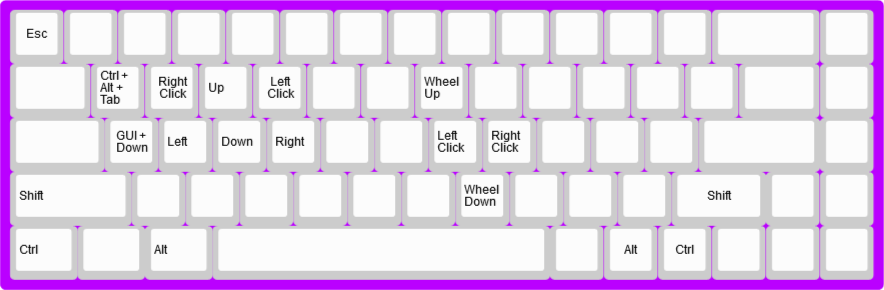 Esc
Ctrl +
Alt +
Tab
Right
Click
Up
Left
Click
Wheel
Up
GUI +
Down
Left
Down
Right
Left
Click
Right
Click
Shift
Wheel
Down
Shift
Ctrl
Alt
Alt
Ctrl